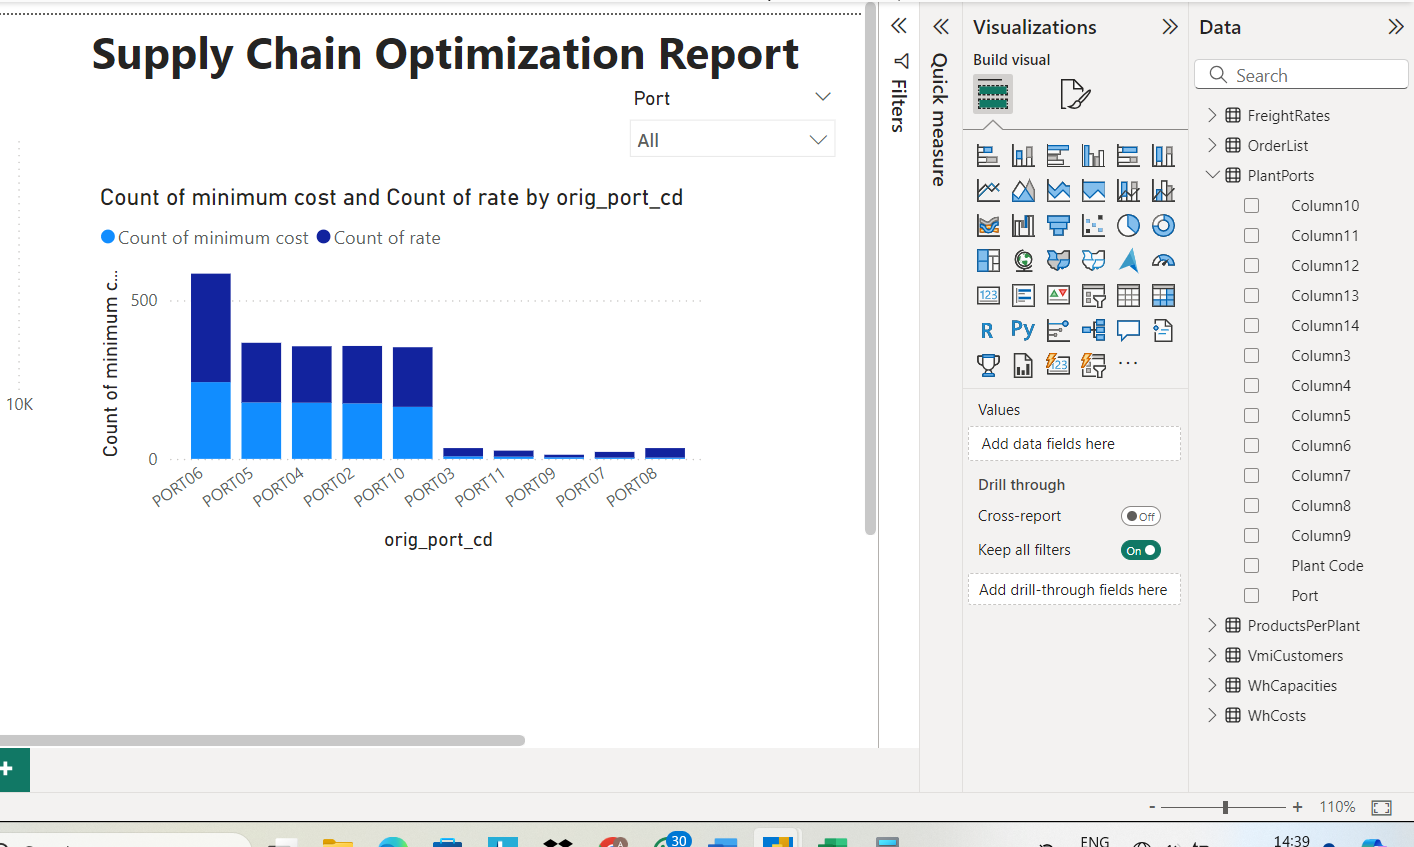 Supply Chain Optimization Report
Port
All
Count of minimum cost and Count of rate by orig_port_cd
Count of minimum cost Count of rate
Count of minimum c...
500
0
PORT06 PORT05 PORT04 PORT02 PORT10 PORT03 PORT11 PORT09 PORT07 PORT08
orig_port_cd
10K
Filters
Quick measure
Visualizations
Build visual
123
R Py
123
...
Values
Add data fields here
Drill through
Cross-report Off
Keep all filters On
Add drill-through fields here
Data
Search
FreightRates
OrderList
PlantPorts
Column10
Column11
Column12
Column13
Column14
Column3
Column4
Column5
Column6
Column7
Column8
Column9
Plant Code
Port
ProductsPerPlant
VmiCustomers
WhCapacities
WhCosts
- + 110%
30
ENG
14:39